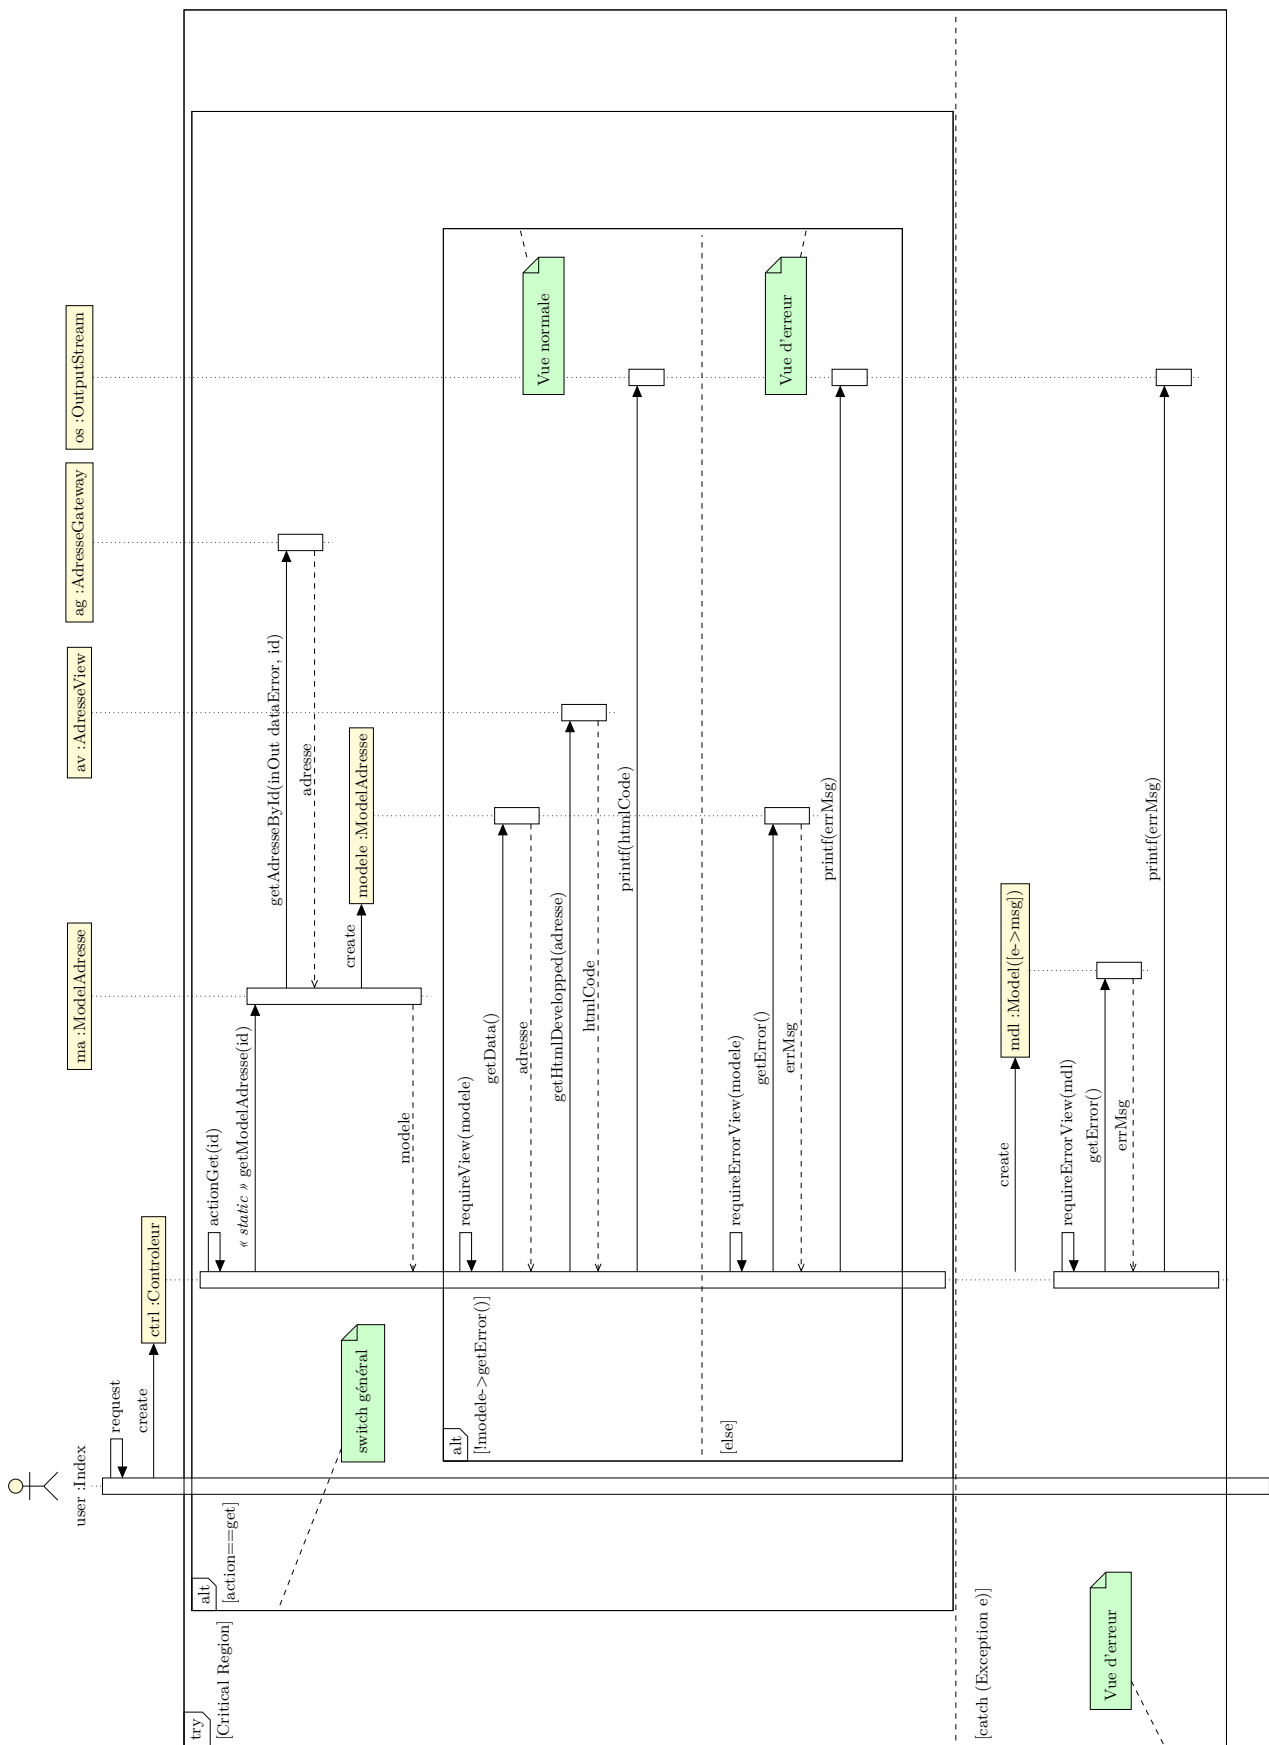 user :Index
ma :ModelAdresse
av :AdresseView
ag :AdresseGateway
os :OutputStream
request
create
ctrl :Controleur
try
[Critical Region]
alt
[action==get]
actionGet(id)
« static » getModelAdresse(id)
getAdresseById(inOut dataError, id)
adresse
switch général
create
modele :ModelAdresse
modele
alt
[!modele->getError()]
requireView(modele)
getData()
adresse
Vue normale
getHtmlDevelopped(adresse)
htmlCode
printf(htmlCode)
[else]
requireErrorView(modele)
getError()
errMsg
Vue d'erreur
printf(errMsg)
[catch (Exception e)]
create
mdl :Model([e->msg])
requireErrorView(mdl)
getError()
errMsg
Vue d'erreur
printf(errMsg)